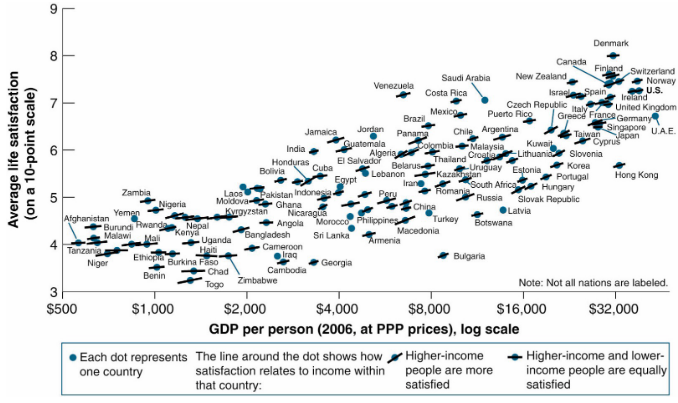 9
8
7
6
5
4
3
Average life satisfaction
(on a 10-point scale)
Denmark
Canada
Finland
Switzerland
New Zealand
Norway
Saudi Arabia
Venezuela
Israel
Spain
U.S.
Costa Rica
Ireland
Czech Republic
United Kingdom
Mexico
Puerto Rico
Greece
France
Germany
Brazil
Italy
Singapore
Jordan
Japan
U.A.E.
Jamaica
Panama
Chile
Argentina
Cyprus
Guatemala
Colombia
Malaysia
Kuwait
India
Algeria
Croatia
Lithuania
Slovenia
El Salvador
Thailand
Honduras
Belarus
Uruguay
Korea
Bolivia
Cuba
Lebanon
Kazakhstan
Estonia
Portugal
Hong Kong
Egypt
Iran
South Africa
Laos
Pakistan
Indonesia
Peru
Romania
Hungary
Zambia
Moldova
Ghana
Russia
Slovak Republic
Nigeria
Nicaragua
China
Latvia
Afghanistan
Yemen
Kyrgyzstan
Morocco
Philippines
Turkey
Burundi
Rwanda
Nepal
Angola
Botswana
Malawi
Kenya
Bangladesh
Sri Lanka
Macedonia
Mali
Uganda
Armenia
Tanzania
Haiti
Cameroon
Ethiopia
Iraq
Bulgaria
Niger
Burkina Faso
Georgia
Benin
Chad
Cambodia
Togo
Zimbabwe
Note: Not all nations are labeled.
$500 $1,000 $2,000 $4,000 $8,000 $16,000 $32,000
GDP per person (2006, at PPP prices), log scale
Each dot represents
one country
The line around the dot shows how
satisfaction relates to income within
that country:
Higher-income
people are more
satisfied
Higher-income and lower-
income people are equally
satisfied